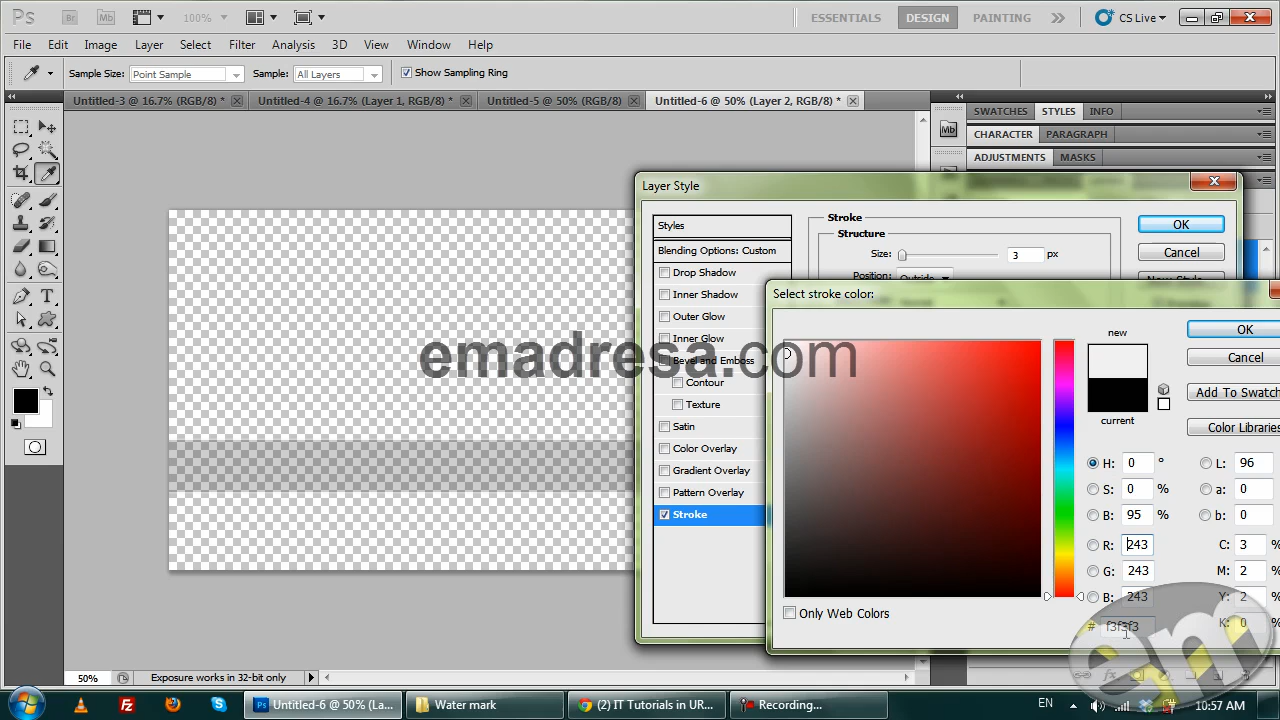 Ps Br Mb 100% ESSENTIALS DESIGN PAINTING CS Live
File Edit Image Layer Select Filter Analysis 3D View Window Help
Sample Size: Point Sample Sample: All Layers Show Sampling Ring
Untitled-3 @ 16.7% (RGB/8) * Untitled-4 @ 16.7% (Layer 1, RGB/8) * Untitled-5 @ 50% (RGB/8) Untitled-6 @ 50% (Layer 2, RGB/8) *
SWATCHES STYLES INFO
Mb CHARACTER PARAGRAPH
ADJUSTMENTS MASKS
Layer Style
Styles
Blending Options: Custom
Drop Shadow
Inner Shadow
Outer Glow
Inner Glow
Bevel and Emboss
Contour
Texture
Satin
Color Overlay
Gradient Overlay
Pattern Overlay
Stroke
Stroke
Structure
Size: 3 px
Position: Outside
OK
Cancel
New Style...
Select stroke color:
new
current
OK
Cancel
Add To Swatch
Color Libraries
H: 0 ° L: 96
S: 0 % a: 0
B: 95 % b: 0
R: 243 C: 3 %
G: 243 M: 2 %
B: 243 Y: 2 %
# f3f3f3 K: 0 %
Only Web Colors
emadresa.com
em
50% Exposure works in 32-bit only
Untitled-6 @ 50% (La... Water mark (2) IT Tutorials in UR... Recording... EN 10:57 AM